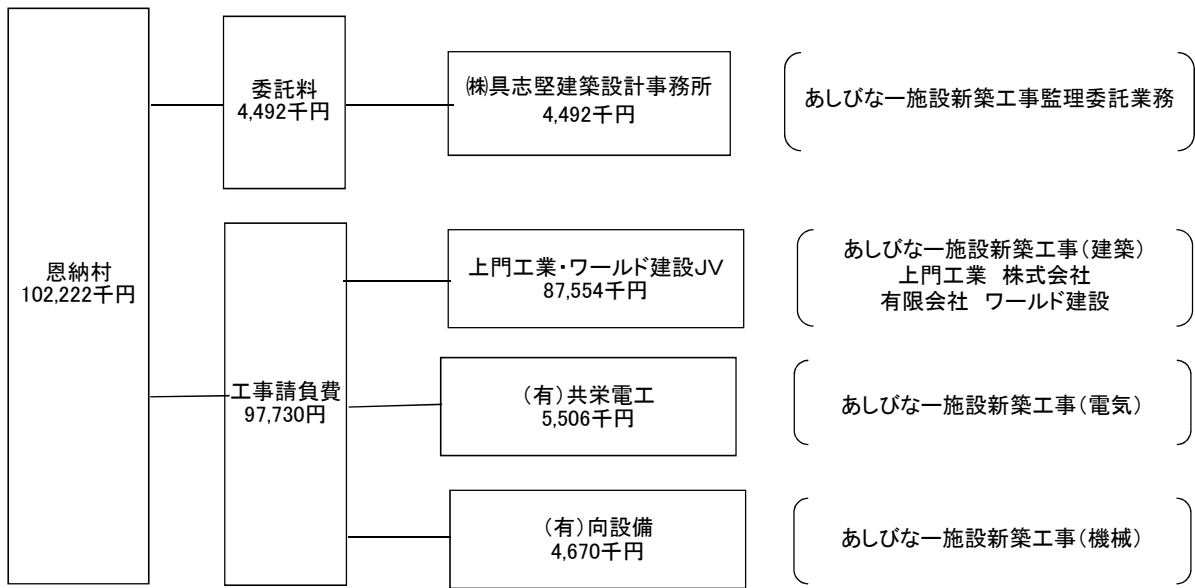 恩納村
102,222千円
委託料
4,492千円
㈱具志堅建築設計事務所
4,492千円
あしびなー施設新築工事監理委託業務
工事請負費
97,730円
上門工業・ワールド建設JV
87,554千円
あしびなー施設新築工事(建築)
上門工業 株式会社
有限会社 ワールド建設
(有)共栄電工
5,506千円
あしびなー施設新築工事(電気)
(有)向設備
4,670千円
あしびなー施設新築工事(機械)